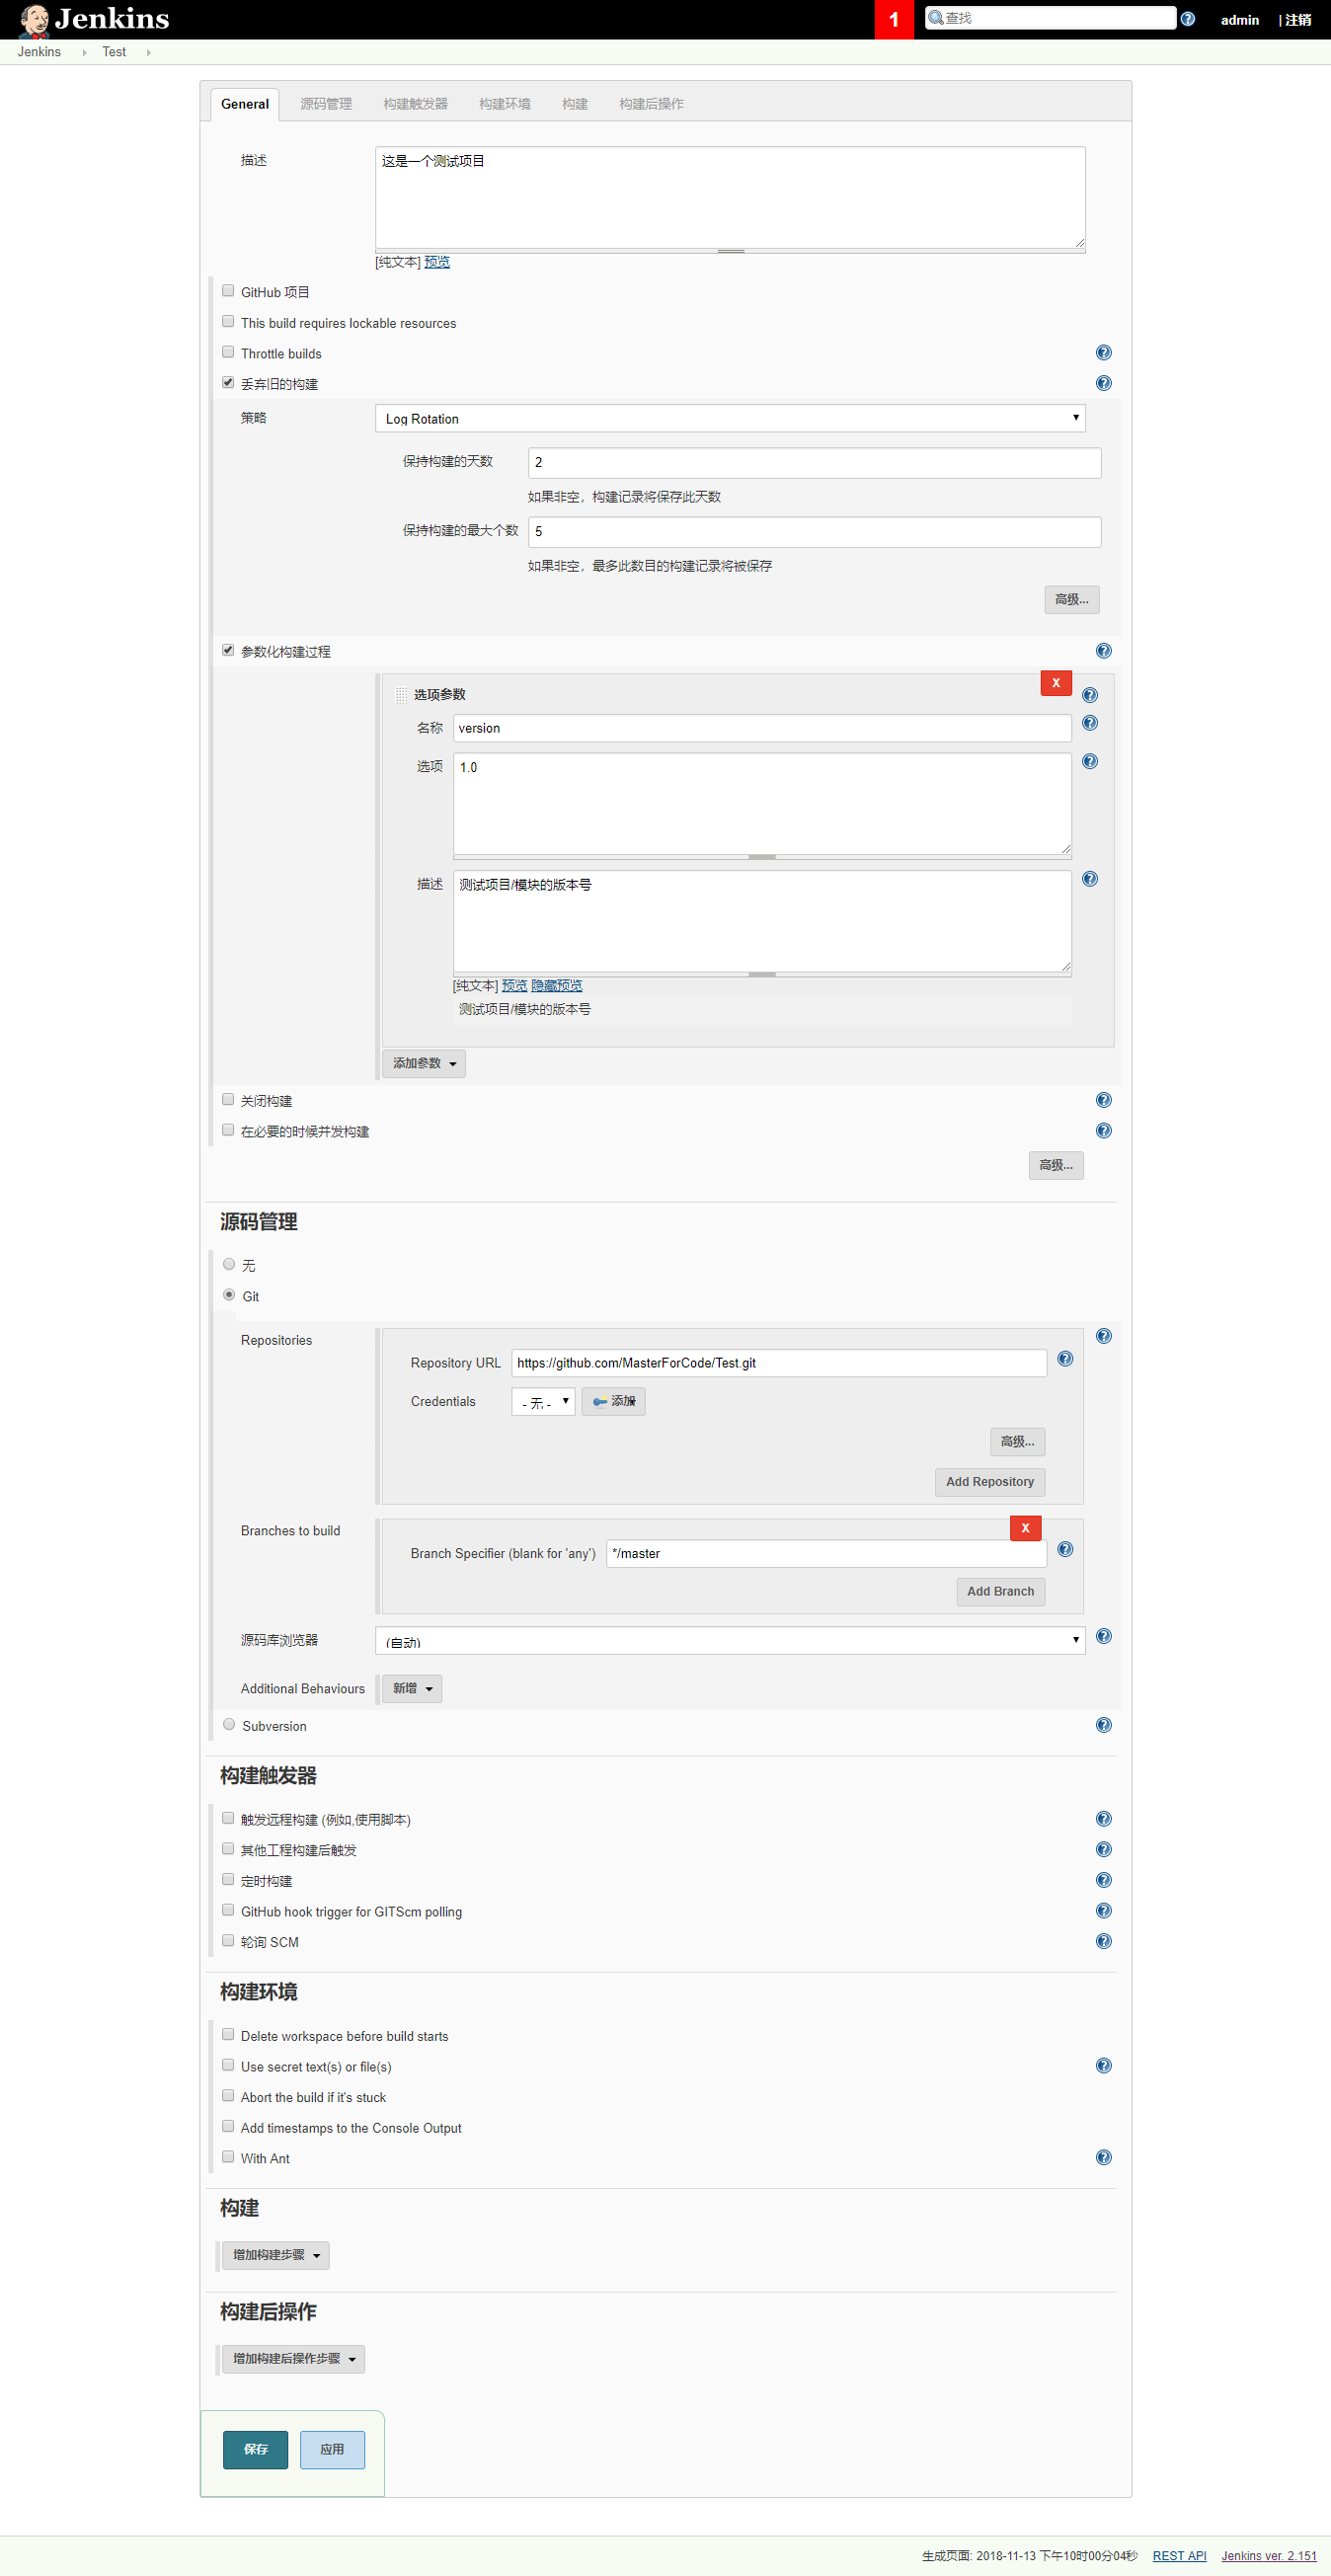 Jenkins
1
查找
admin
| 注销
Jenkins
Test
General
源码管理
构建触发器
构建环境
构建
构建后操作
描述
这是一个测试项目
[纯文本] 预览
GitHub 项目
This build requires lockable resources
Throttle builds
丢弃旧的构建
策略
Log Rotation
保持构建的天数
2
如果非空，构建记录将保存此天数
保持构建的最大个数
5
如果非空，最多此数目的构建记录将被保存
高级...
参数化构建过程
X
选项参数
名称
version
选项
1.0
描述
测试项目/模块的版本号
[纯文本] 预览 隐藏预览
测试项目/模块的版本号
添加参数
关闭构建
在必要的时候并发构建
高级...
源码管理
无
Git
Repositories
Repository URL
https://github.com/MasterForCode/Test.git
Credentials
- 无 -
添加
高级...
Add Repository
Branches to build
X
Branch Specifier (blank for 'any')
*/master
Add Branch
源码库浏览器
(自动)
Additional Behaviours
新增
Subversion
构建触发器
触发远程构建 (例如,使用脚本)
其他工程构建后触发
定时构建
GitHub hook trigger for GITScm polling
轮询 SCM
构建环境
Delete workspace before build starts
Use secret text(s) or file(s)
Abort the build if it's stuck
Add timestamps to the Console Output
With Ant
构建
增加构建步骤
构建后操作
增加构建后操作步骤
保存
应用
生成页面: 2018-11-13 下午10时00分04秒
REST API
Jenkins ver. 2.151